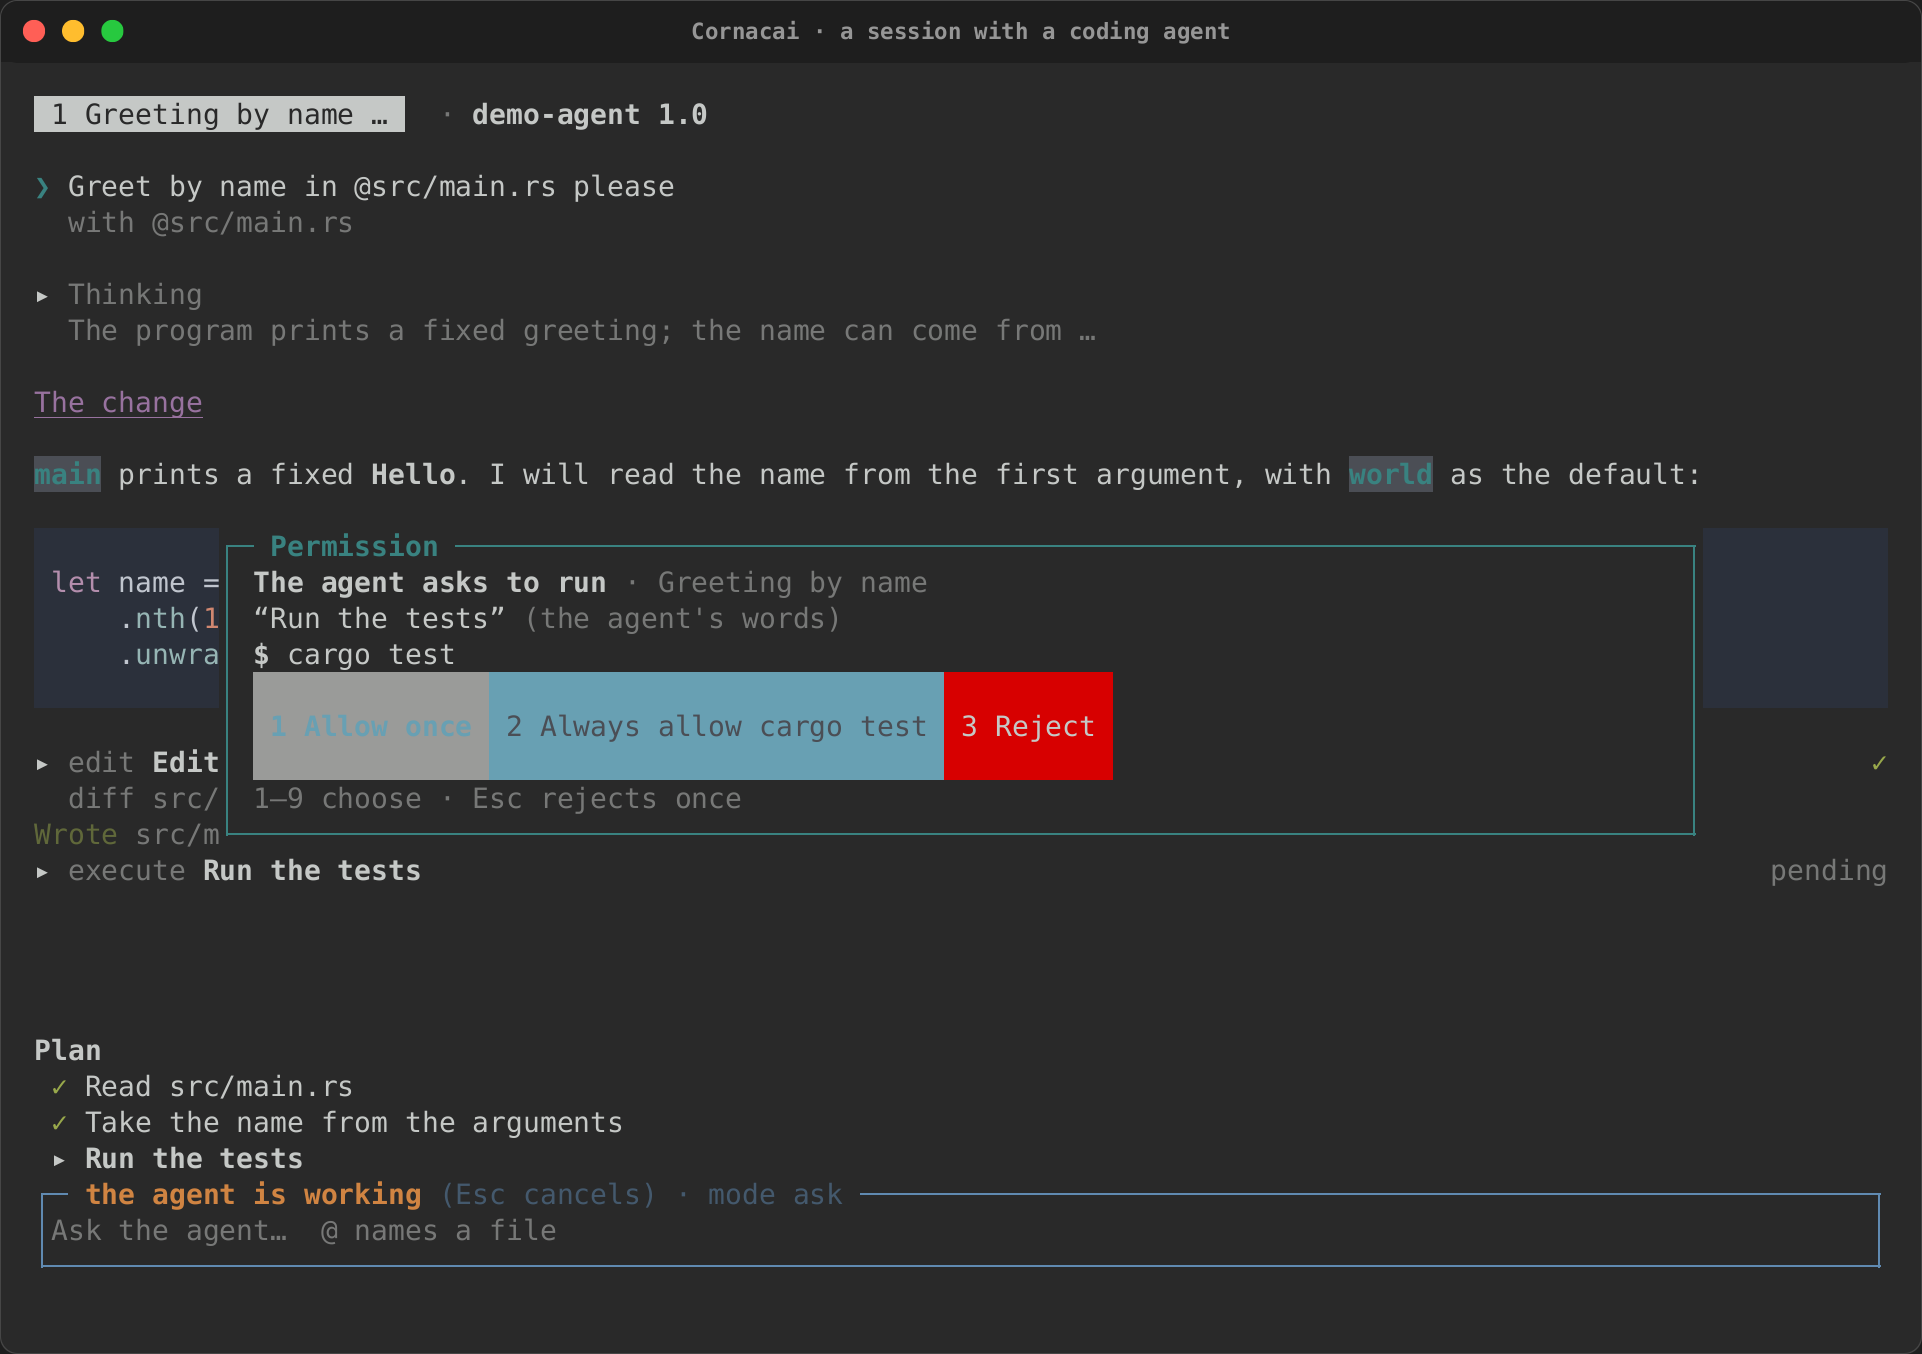 Cornacai · a session with a coding agent
1 Greeting by name … · demo-agent 1.0
❯ Greet by name in @src/main.rs please
with @src/main.rs
▸ Thinking
The program prints a fixed greeting; the name can come from …
The change
main prints a fixed Hello. I will read the name from the first argument, with world as the default:
Permission
let name =
The agent asks to run · Greeting by name
.nth(1
“Run the tests” (the agent's words)
.unwra
$ cargo test
1 Allow once 2 Always allow cargo test 3 Reject
▸ edit Edit ✓
diff src/
1–9 choose · Esc rejects once
Wrote src/m
▸ execute Run the tests pending
Plan
✓ Read src/main.rs
✓ Take the name from the arguments
▸ Run the tests
the agent is working (Esc cancels) · mode ask
Ask the agent… @ names a file